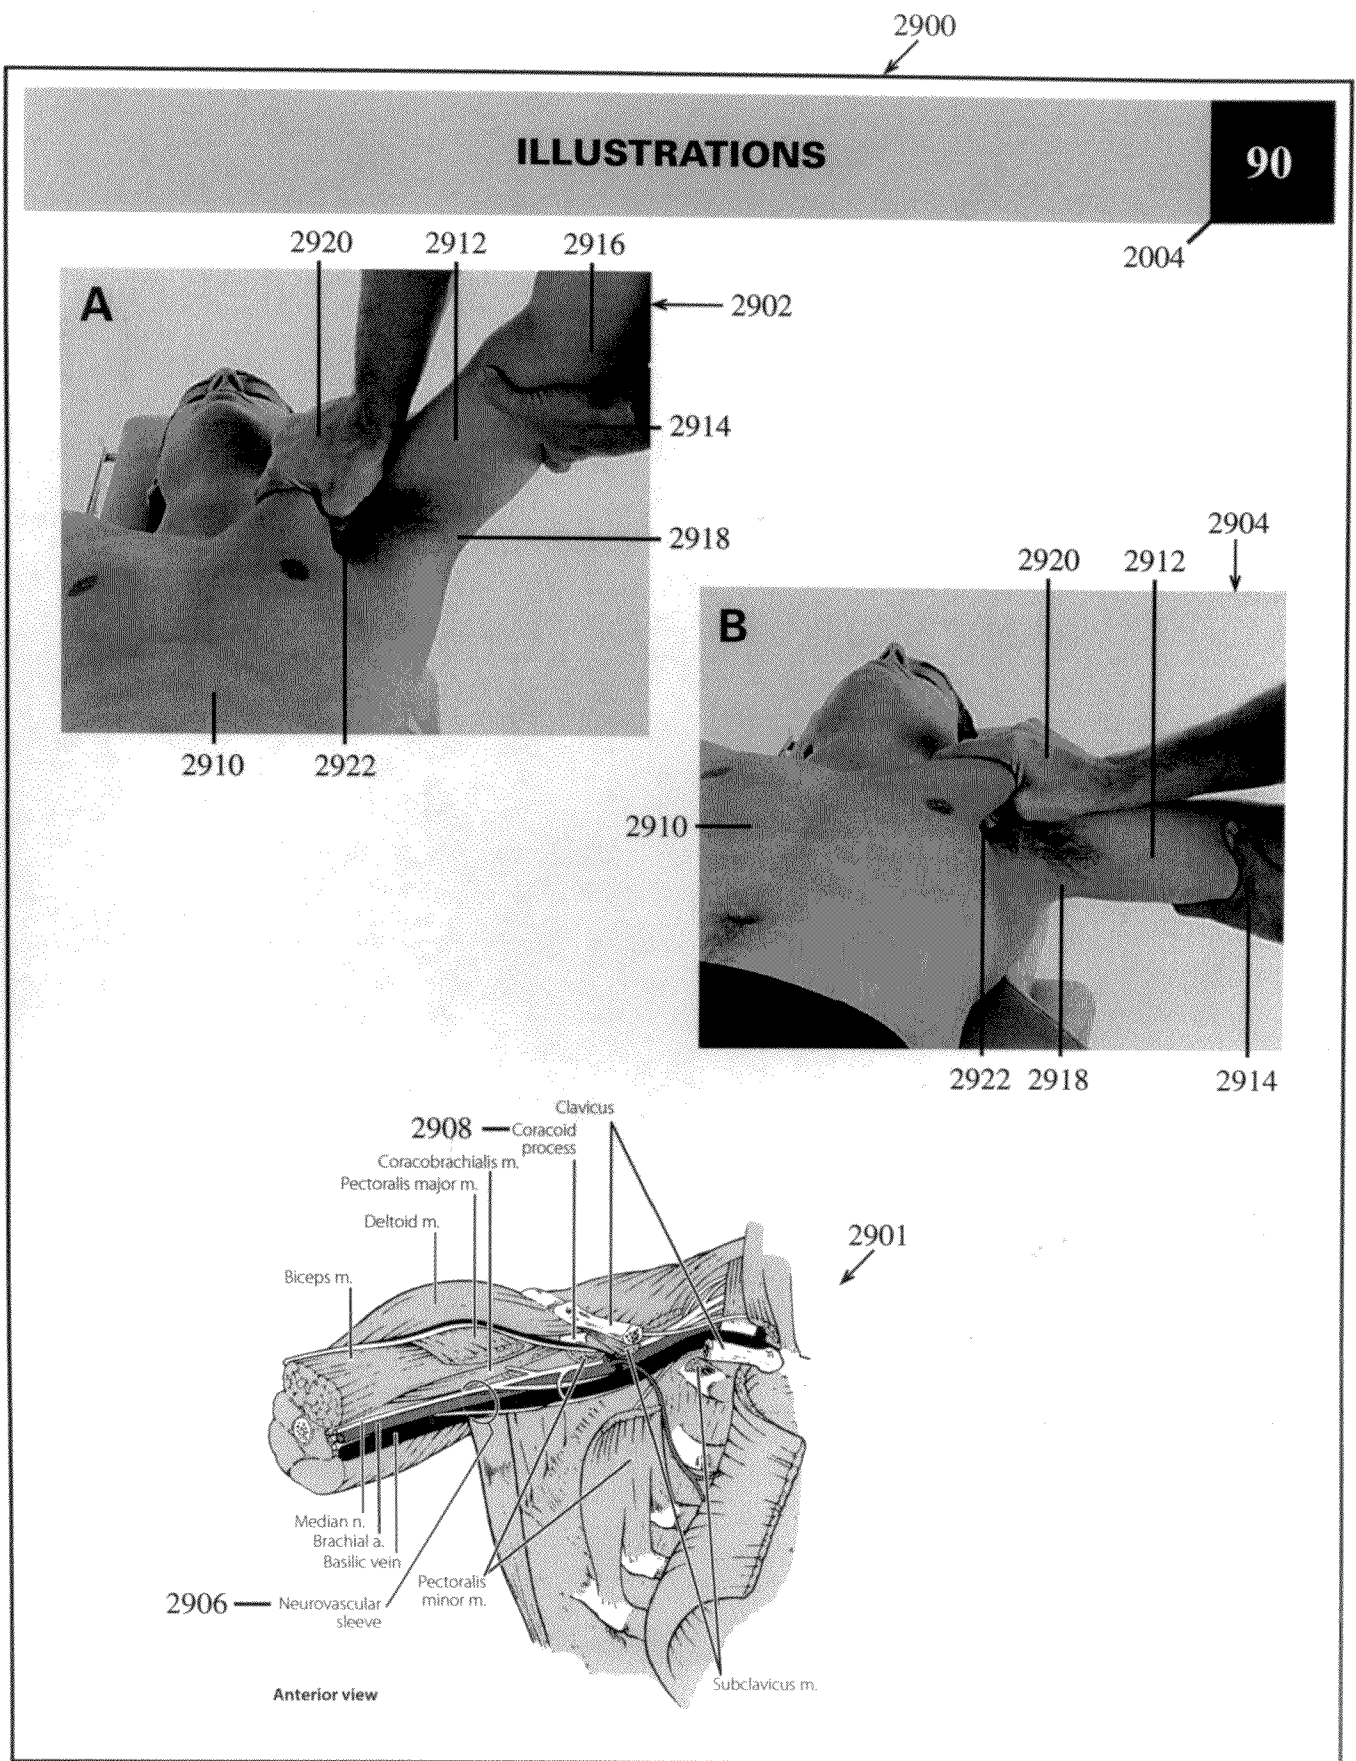 2900
ILLUSTRATIONS
90
2004
2920 2912 2916
A
2902
2914
2918
2910 2922
2904
2920 2912
B
2910
2922 2918 2914
Clavicus
2908 Coracoid
process
Coracobrachialis m.
Pectoralis major m.
Deltoid m.
2901
Biceps m.
Median n.
Brachial a.
Basilic vein
Pectoralis
minor m.
2906 Neurovascular
sleeve
Subclavicus m.
Anterior view